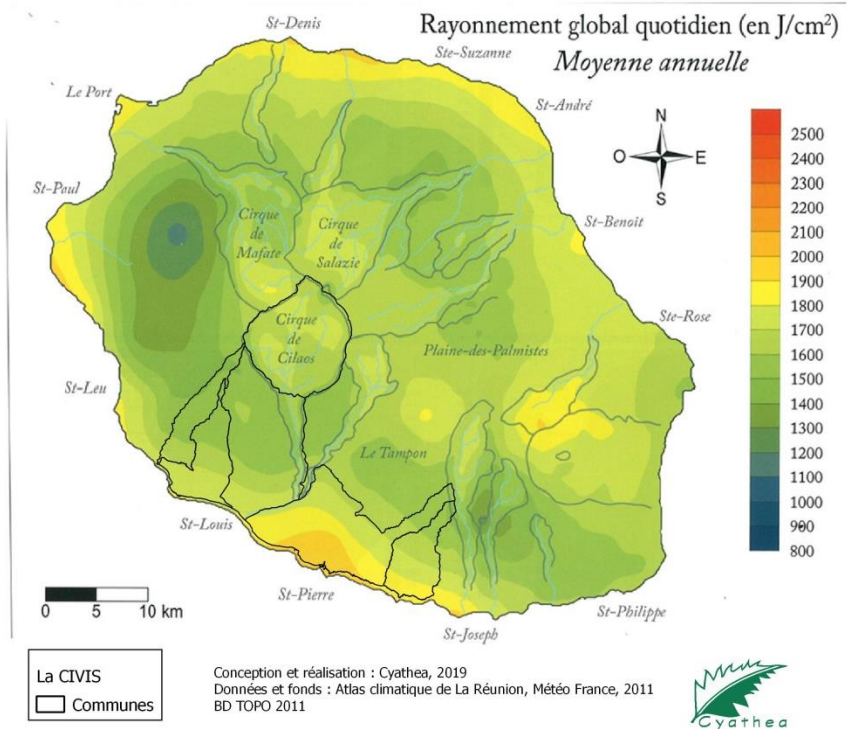 Rayonnement global quotidien (en J/cm²)
Moyenne annuelle
St-Denis
Ste-Suzanne
Le Port
St-André
N
O
E
S
St-Paul
St-Benoît
Cirque
de
Mafate
Cirque
de
Salazie
Ste-Rose
Cirque
de
Cilaos
Plaine-des-Palmistes
St-Leu
Le Tampon
St-Louis
St-Pierre
St-Philippe
St-Joseph
2500
2400
2300
2200
2100
2000
1900
1800
1700
1600
1500
1400
1300
1200
1100
1000
900
800
0 5 10 km
La CIVIS
Communes
Conception et réalisation : Cyathea, 2019
Données et fonds : Atlas climatique de La Réunion, Météo France, 2011
BD TOPO 2011
Cyathea